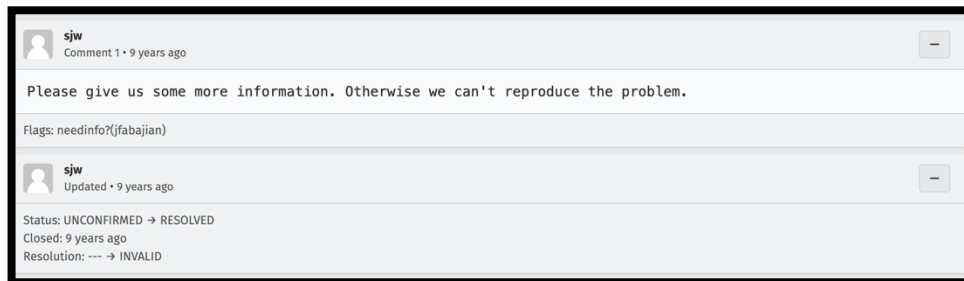 sjw
Comment 1 • 9 years ago
Please give us some more information. Otherwise we can't reproduce the problem.
Flags: needinfo?(jfabajian)
sjw
Updated • 9 years ago
Status: UNCONFIRMED → RESOLVED
Closed: 9 years ago
Resolution: --- → INVALID